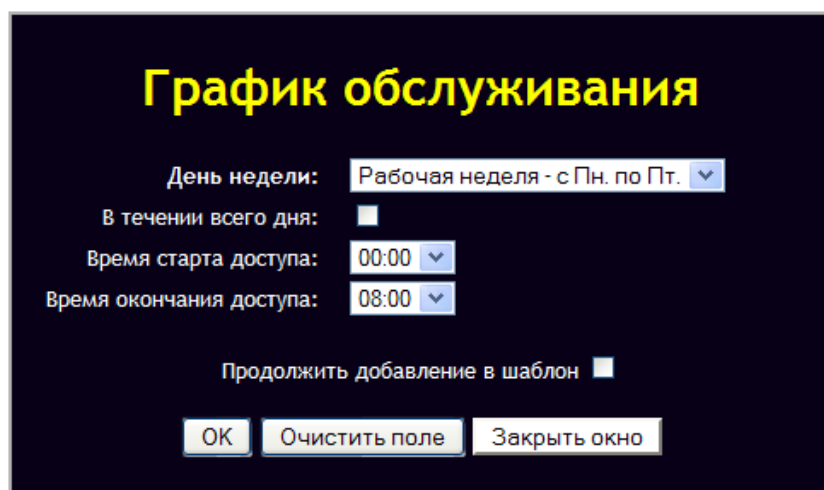 График обслуживания
День недели: Рабочая неделя - с Пн. по Пт.
В течении всего дня:
Время старта доступа: 00:00
Время окончания доступа: 08:00
Продолжить добавление в шаблон
OK Очистить поле Закрыть окно